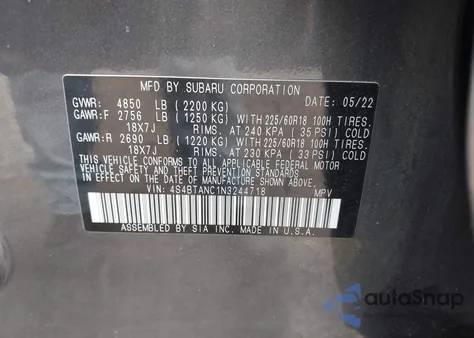 MFD BY SUBARU CORPORATION
GVWR: 4850 LB (2200 KG) DATE: 05/22
GAWR:F 2756 LB (1250 KG) WITH 225/60R18 100H TIRES.
18X7J RIMS. AT 240 KPA ( 35 PSI) COLD
GAWR:R 2690 LB (1220 KG) WITH 225/60R18 100H TIRES.
18X7J RIMS. AT 230 KPA ( 33 PSI) COLD
THIS VEHICLE CONFORMS TO ALL APPLICABLE FEDERAL MOTOR
VEHICLE SAFETY AND THEFT PREVENTION STANDARDS
IN EFFECT ON THE DATE OF MANUFACTURE SHOWN ABOVE.
VIN: 4S4BTANC1N3244718 MPV
ASSEMBLED BY SIA INC. MADE IN U.S.A.
autoSnap